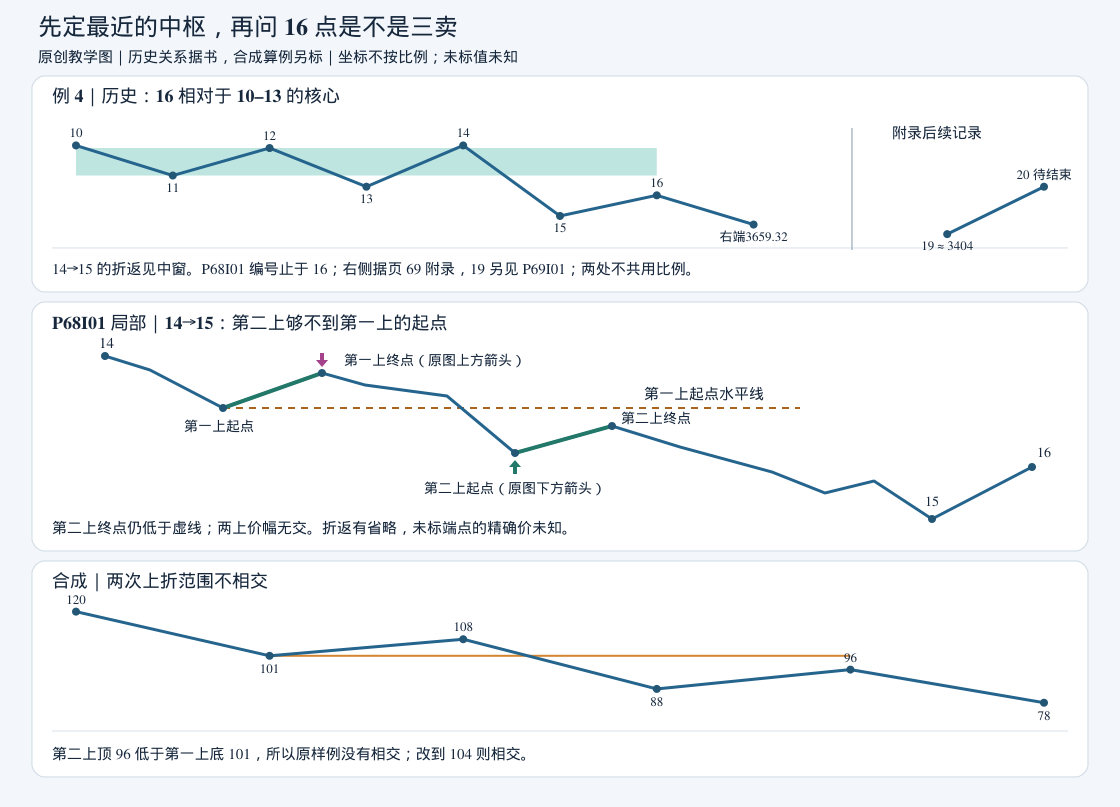 先定最近的中枢，再问 16 点是不是三卖
原创教学图｜历史关系据书，合成算例另标｜坐标不按比例；未标值未知
例 4｜历史：16 相对于 10–13 的核心
10
12
14
附录后续记录
11
13
16
20 待结束
15
右端3659.32
19 ≈ 3404
14→15 的折返见中窗。P68I01 编号止于 16；右侧据页 69 附录，19 另见 P69I01；两处不共用比例。
P68I01 局部｜14→15：第二上够不到第一上的起点
14
第一上终点（原图上方箭头）
第一上起点水平线
第一上起点
第二上终点
16
第二上起点（原图下方箭头）
15
第二上终点仍低于虚线；两上价幅无交。折返有省略，未标端点的精确价未知。
合成｜两次上折范围不相交
120
108
101
96
88
78
第二上顶 96 低于第一上底 101，所以原样例没有相交；改到 104 则相交。